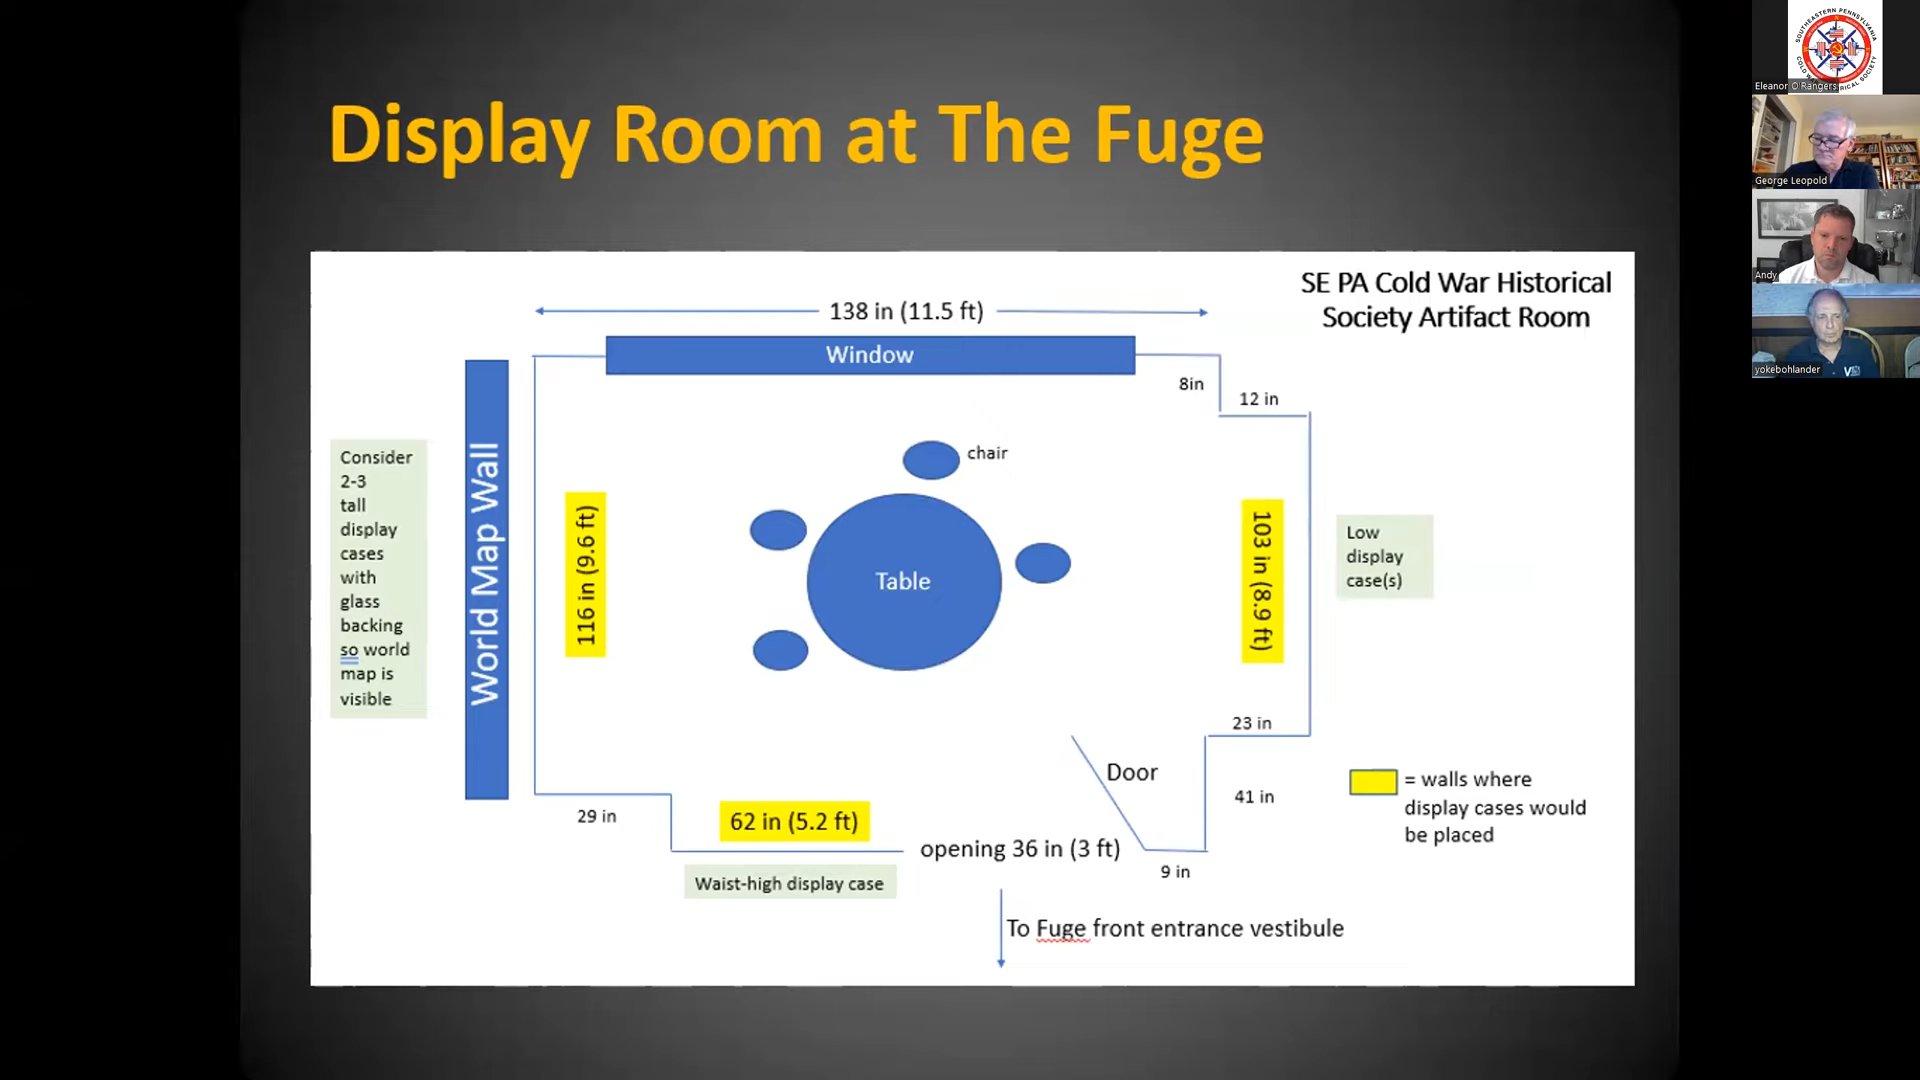 Display Room at The Fuge
SE PA Cold War Historical
Society Artifact Room
138 in (11.5 ft)
Window
8in
12 in
chair
Consider
2-3
tall
display
cases
with
glass
backing
so world
map is
visible
World Map Wall
116 in (9.6 ft)
Table
103 in (8.9 ft)
Low
display
case(s)
23 in
Door
41 in
29 in
62 in (5.2 ft)
opening 36 in (3 ft)
9 in
Waist-high display case
= walls where
display cases would
be placed
To Fuge front entrance vestibule
SOUTHEASTERN PENNSYLVANIA
Eleanor O'Rangers
George Leopold
Andy
yokebohlander